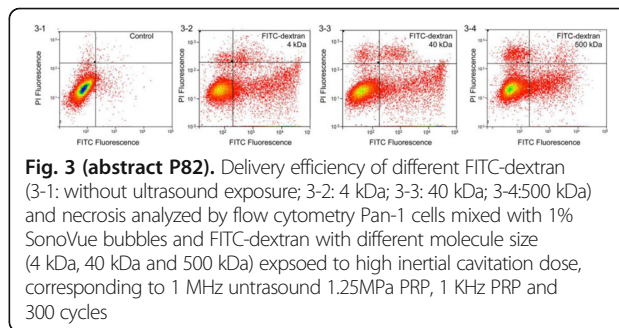 3-1
Control
3-2
FITC-dextran
4 kDa
3-3
FITC-dextran
40 kDa
3-4
FITC-dextran
500 kDa
PI Fluorescence
PI Fluorescence
PI Fluorescence
PI Fluorescence
FITC Fluorescence
FITC Fluorescence
FITC Fluorescence
FITC Fluorescence
Fig. 3 (abstract P82). Delivery efficiency of different FITC-dextran
(3-1: without ultrasound exposure; 3-2: 4 kDa; 3-3: 40 kDa; 3-4:500 kDa)
and necrosis analyzed by flow cytometry Pan-1 cells mixed with 1%
SonoVue bubbles and FITC-dextran with different molecule size
(4 kDa, 40 kDa and 500 kDa) expsoed to high inertial cavitation dose,
corresponding to 1 MHz untrasound 1.25MPa PRP, 1 KHz PRP and
300 cycles